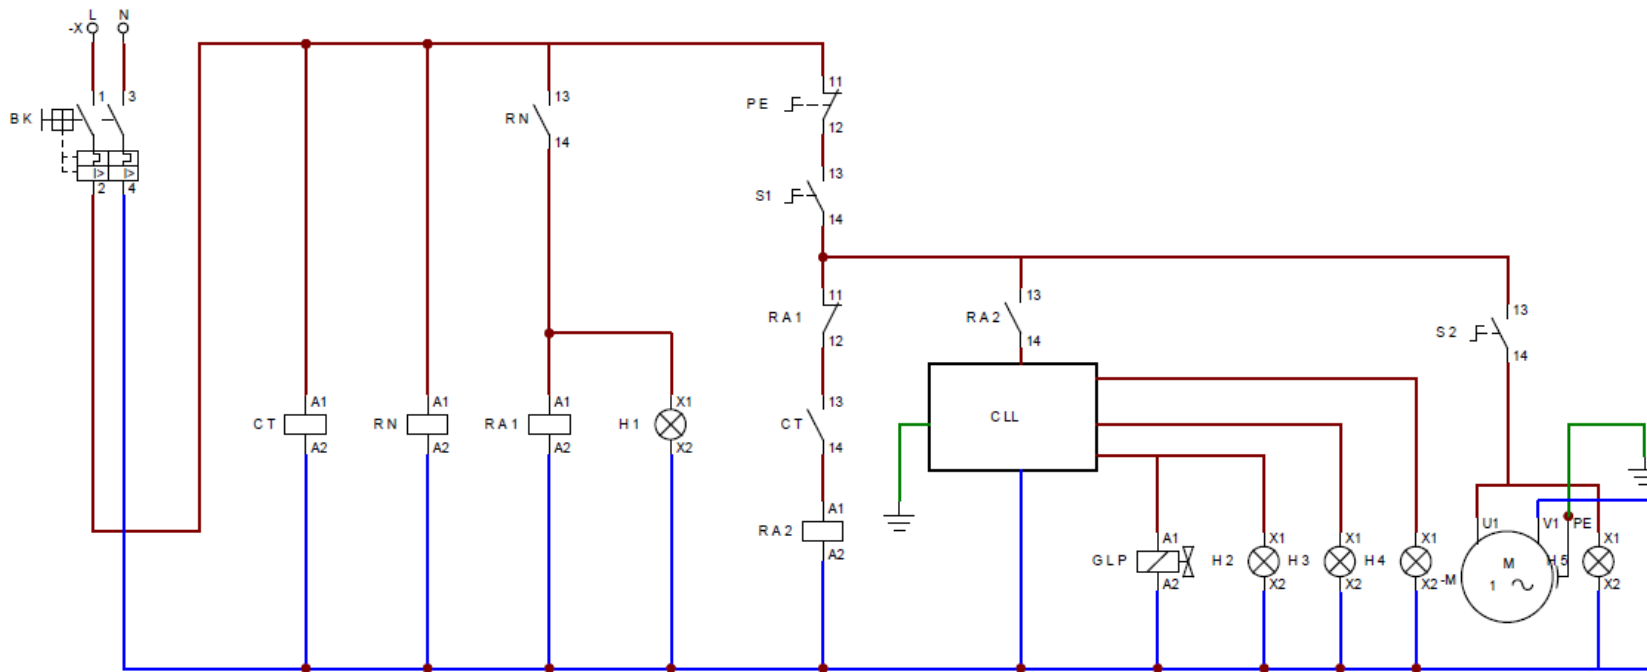 L N
-X
1 3
BK
I> I>
2 4
13
RN
14
11
PE
12
13
S1
14
11
RA1
12
13
RA2
14
13
S2
14
A1
CT
A2
A1
RN
A2
A1
RA1
A2
X1
H1
X2
13
CT
14
CLL
A1
RA2
A2
A1
GLP
A2
X1
H2
X2
X1
H3
X2
X1
H4
X2
U1 V1 PE
-M
M
1
X1
H5
X2